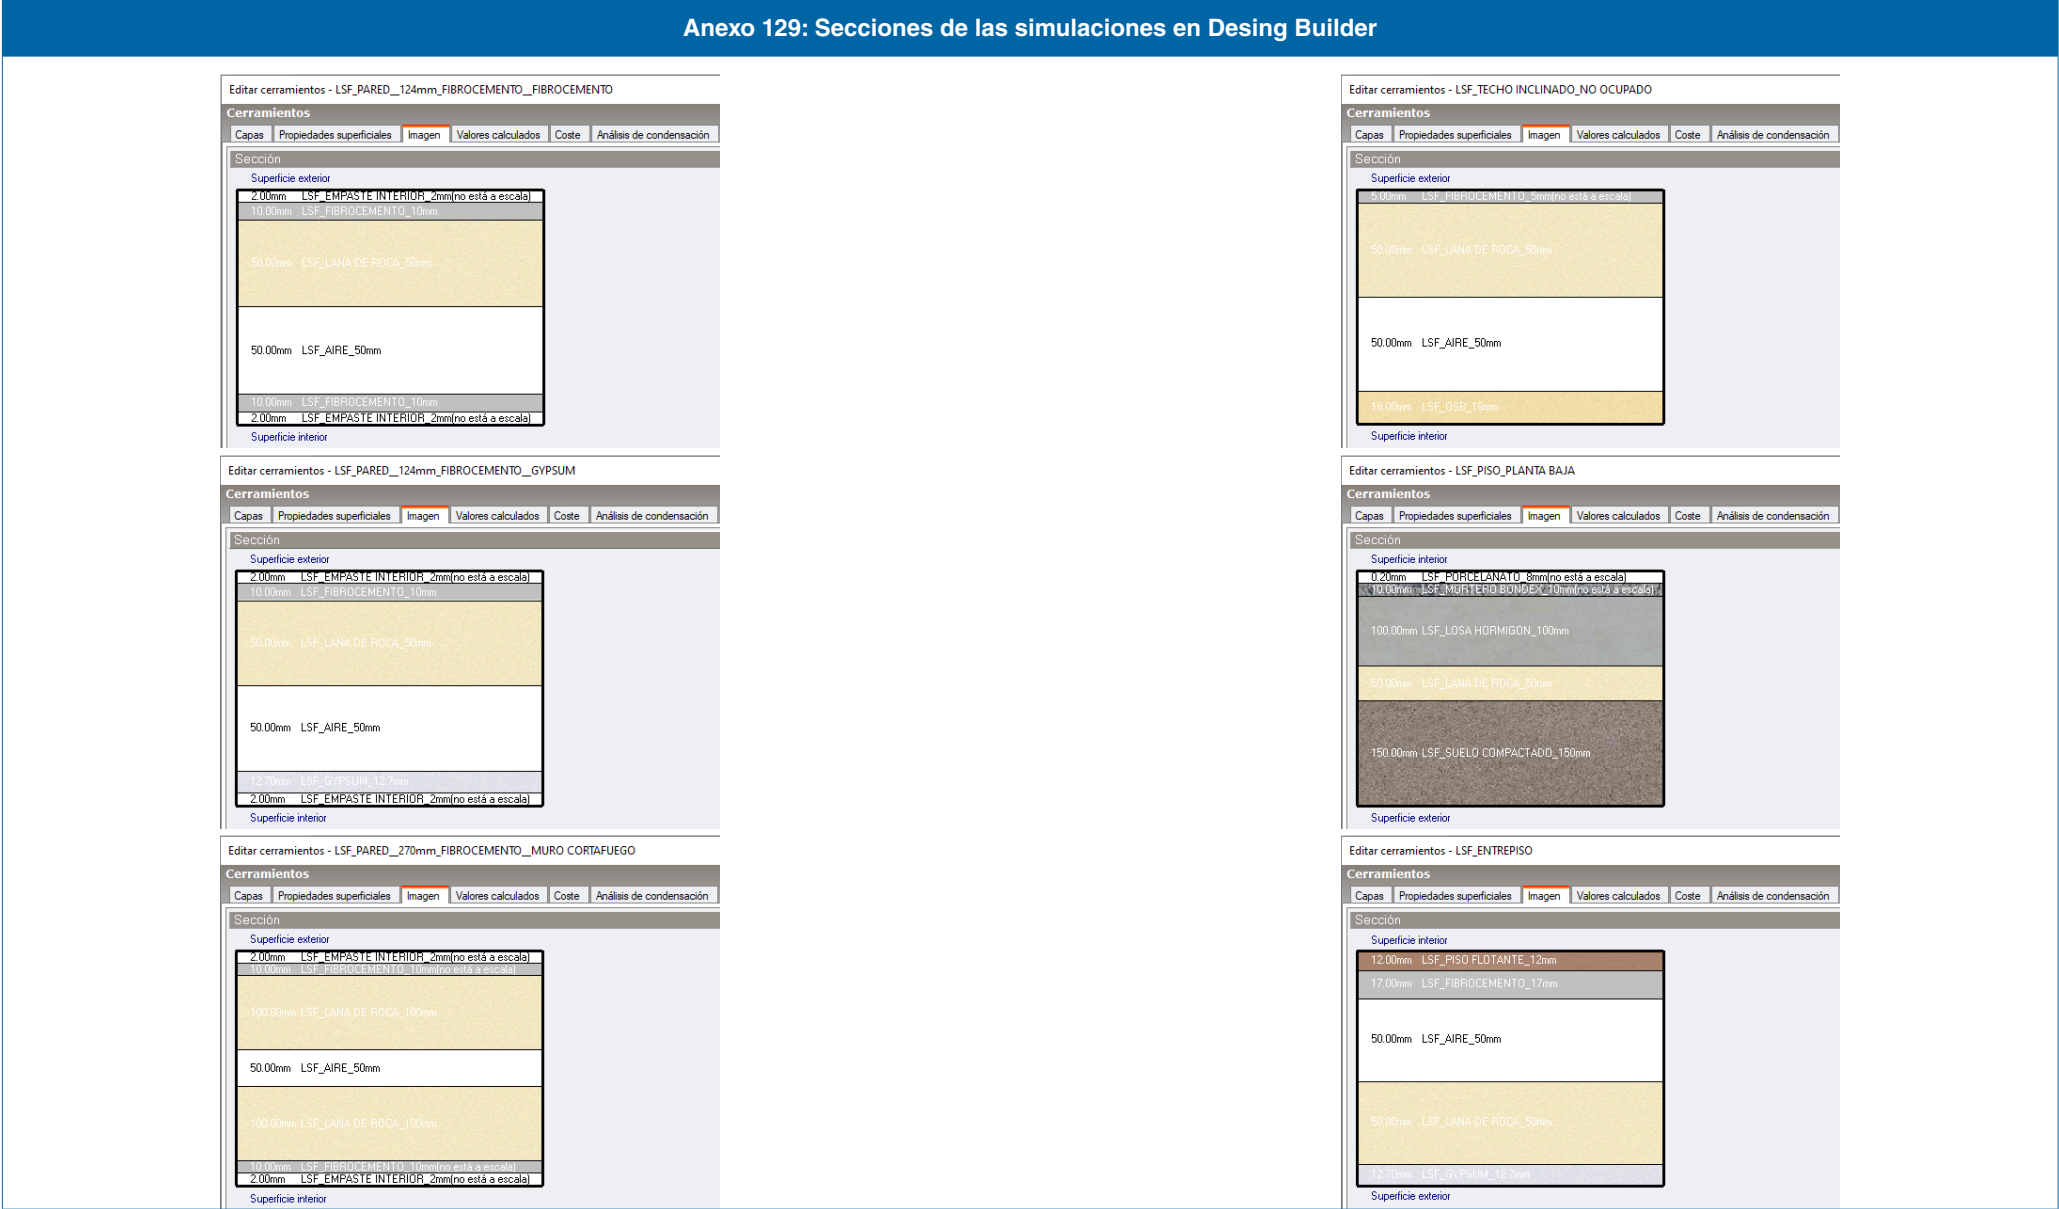 Anexo 129: Secciones de las simulaciones en Desing Builder
Editar cerramientos - LSF_PARED__124mm_FIBROCEMENTO__FIBROCEMENTO
Cerramientos
Capas Propiedades superficiales Imagen Valores calculados Coste Análisis de condensación
Sección
Superficie exterior
2.00mm LSF_EMPASTE INTERIOR_2mm(no está a escala)
10.00mm LSF_FIBROCEMENTO_10mm
50.00mm LSF_LANA DE ROCA_50mm
50.00mm LSF_AIRE_50mm
10.00mm LSF_FIBROCEMENTO_10mm
2.00mm LSF_EMPASTE INTERIOR_2mm(no está a escala)
Superficie interior
Editar cerramientos - LSF_TECHO INCLINADO_NO OCUPADO
Cerramientos
Capas Propiedades superficiales Imagen Valores calculados Coste Análisis de condensación
Sección
Superficie exterior
5.00mm LSF_FIBROCEMENTO_5mm(no está a escala)
50.00mm LSF_LANA DE ROCA_50mm
50.00mm LSF_AIRE_50mm
18.00mm LSF_OSB_18mm
Superficie interior
Editar cerramientos - LSF_PARED__124mm_FIBROCEMENTO__GYPSUM
Cerramientos
Capas Propiedades superficiales Imagen Valores calculados Coste Análisis de condensación
Sección
Superficie exterior
2.00mm LSF_EMPASTE INTERIOR_2mm(no está a escala)
10.00mm LSF_FIBROCEMENTO_10mm
50.00mm LSF_LANA DE ROCA_50mm
50.00mm LSF_AIRE_50mm
12.70mm LSF_GYPSUM_12.7mm
2.00mm LSF_EMPASTE INTERIOR_2mm(no está a escala)
Superficie interior
Editar cerramientos - LSF_PISO_PLANTA BAJA
Cerramientos
Capas Propiedades superficiales Imagen Valores calculados Coste Análisis de condensación
Sección
Superficie interior
0.20mm LSF_PORCELANATO_8mm(no está a escala)
10.00mm LSF_MORTERO BONDEX_10mm(no está a escala)
100.00mm LSF_LOSA HORMIGON_100mm
50.00mm LSF_LANA DE ROCA_50mm
150.00mm LSF_SUELO COMPACTADO_150mm
Superficie exterior
Editar cerramientos - LSF_PARED__270mm_FIBROCEMENTO__MURO CORTAFUEGO
Cerramientos
Capas Propiedades superficiales Imagen Valores calculados Coste Análisis de condensación
Sección
Superficie exterior
2.00mm LSF_EMPASTE INTERIOR_2mm(no está a escala)
10.00mm LSF_FIBROCEMENTO_10mm(no está a escala)
100.00mm LSF_LANA DE ROCA_100mm
50.00mm LSF_AIRE_50mm
100.00mm LSF_LANA DE ROCA_100mm
10.00mm LSF_FIBROCEMENTO_10mm(no está a escala)
2.00mm LSF_EMPASTE INTERIOR_2mm(no está a escala)
Superficie interior
Editar cerramientos - LSF_ENTREPISO
Cerramientos
Capas Propiedades superficiales Imagen Valores calculados Coste Análisis de condensación
Sección
Superficie interior
12.00mm LSF_PISO FLOTANTE_12mm
17.00mm LSF_FIBROCEMENTO_17mm
50.00mm LSF_AIRE_50mm
50.00mm LSF_LANA DE ROCA_50mm
12.70mm LSF_GYPSUM_12.7mm
Superficie exterior